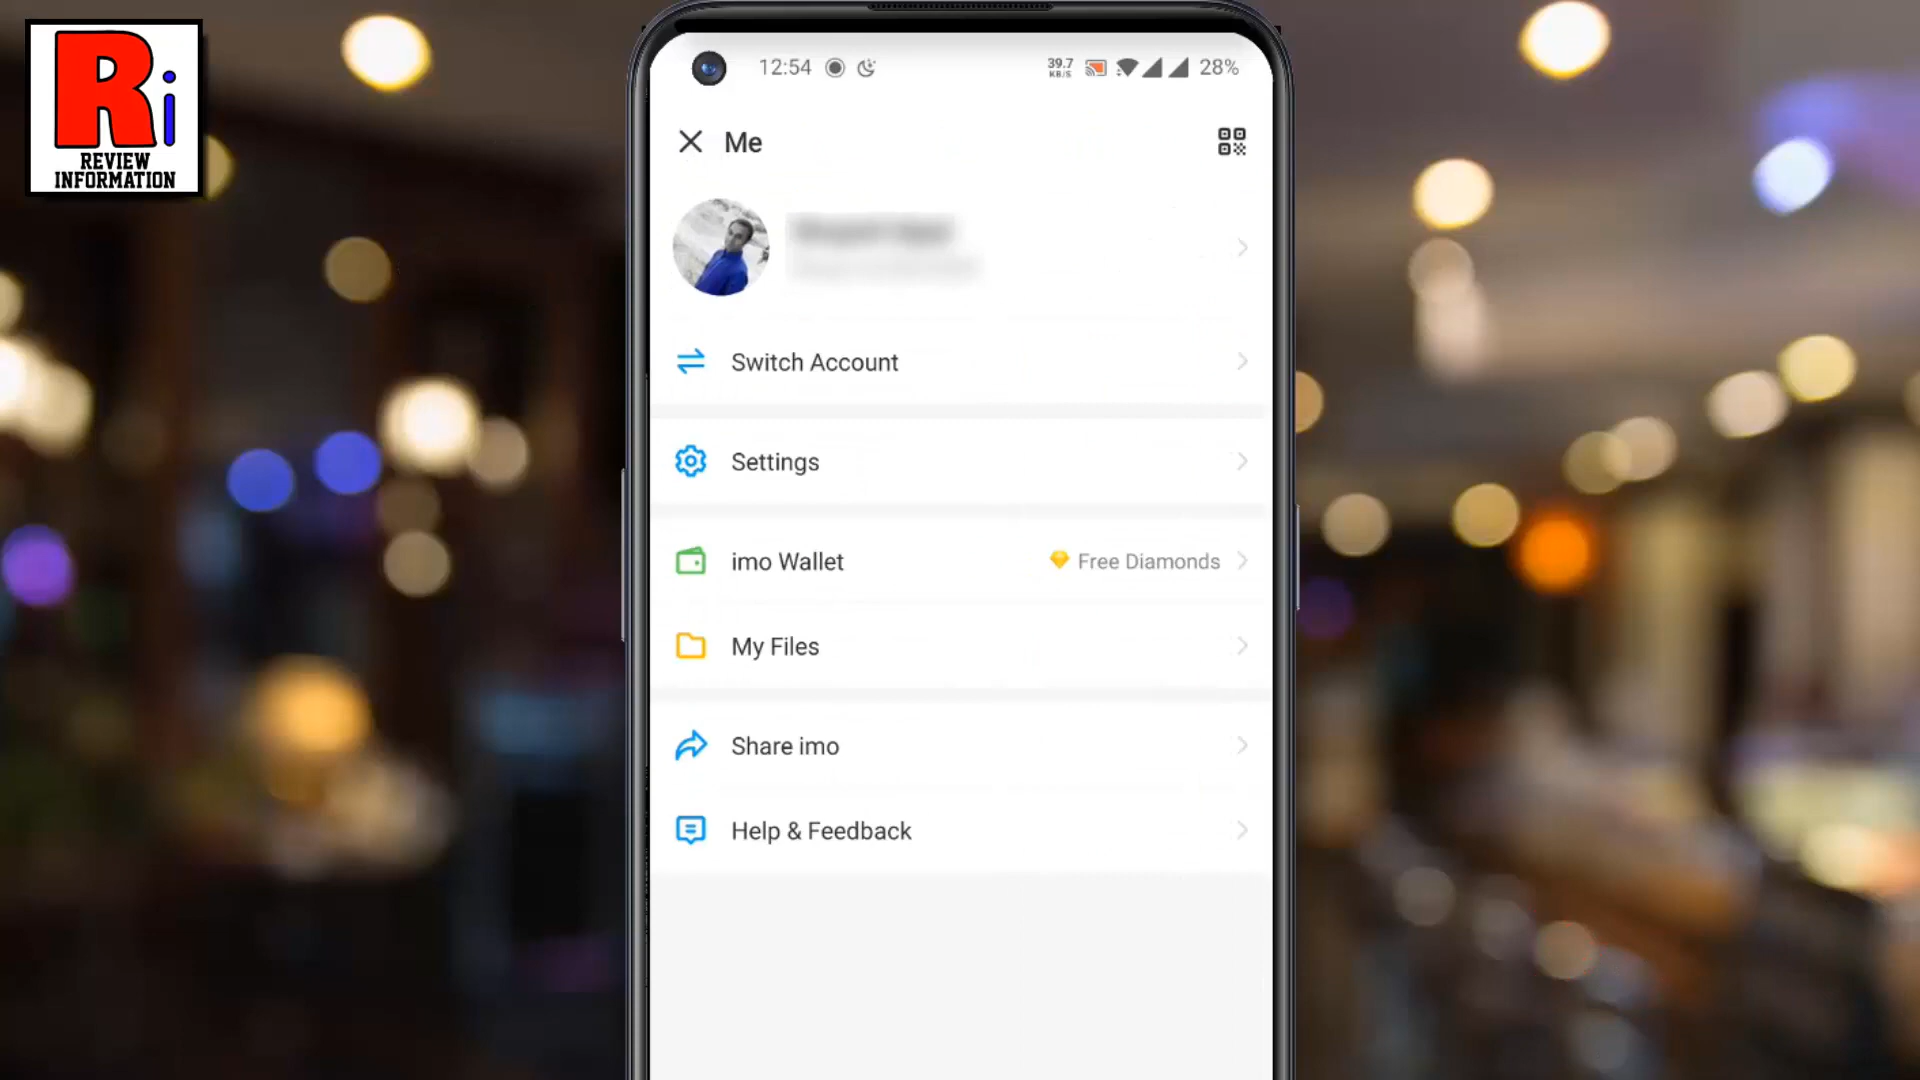 Ri
REVIEW
INFORMATION
12:54
39.7
KB/S
28%
Me
Switch Account
Settings
imo Wallet
Free Diamonds
My Files
Share imo
Help & Feedback